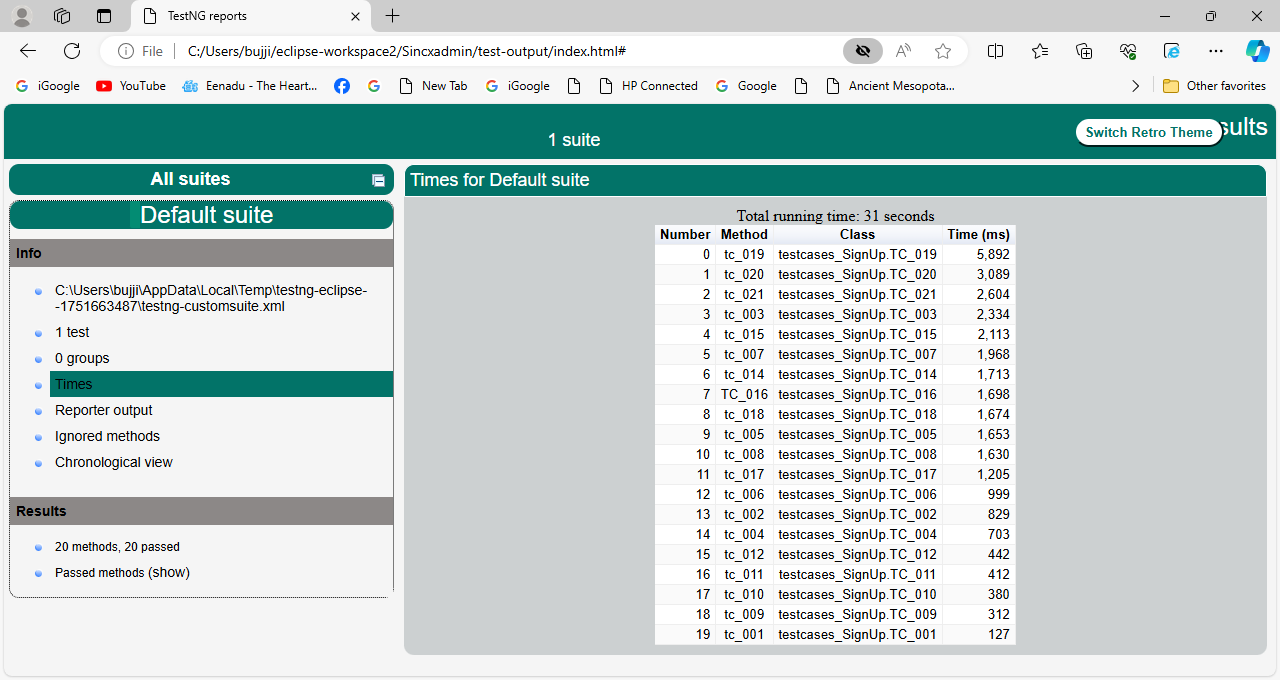 TestNG reports
File
C:/Users/bujji/eclipse-workspace2/Sincxadmin/test-output/index.html#
iGoogle YouTube Eenadu - The Heart... New Tab iGoogle HP Connected Google Ancient Mesopota... Other favorites
1 suite
Switch Retro Theme
All suites
Default suite
Info
C:\Users\bujji\AppData\Local\Temp\testng-eclipse-
-1751663487\testng-customsuite.xml
1 test
0 groups
Times
Reporter output
Ignored methods
Chronological view
Results
20 methods, 20 passed
Passed methods (show)
Times for Default suite
Total running time: 31 seconds
Number Method Class Time (ms)
0 tc_019 testcases_SignUp.TC_019 5,892
1 tc_020 testcases_SignUp.TC_020 3,089
2 tc_021 testcases_SignUp.TC_021 2,604
3 tc_003 testcases_SignUp.TC_003 2,334
4 tc_015 testcases_SignUp.TC_015 2,113
5 tc_007 testcases_SignUp.TC_007 1,968
6 tc_014 testcases_SignUp.TC_014 1,713
7 TC_016 testcases_SignUp.TC_016 1,698
8 tc_018 testcases_SignUp.TC_018 1,674
9 tc_005 testcases_SignUp.TC_005 1,653
10 tc_008 testcases_SignUp.TC_008 1,630
11 tc_017 testcases_SignUp.TC_017 1,205
12 tc_006 testcases_SignUp.TC_006 999
13 tc_002 testcases_SignUp.TC_002 829
14 tc_004 testcases_SignUp.TC_004 703
15 tc_012 testcases_SignUp.TC_012 442
16 tc_011 testcases_SignUp.TC_011 412
17 tc_010 testcases_SignUp.TC_010 380
18 tc_009 testcases_SignUp.TC_009 312
19 tc_001 testcases_SignUp.TC_001 127